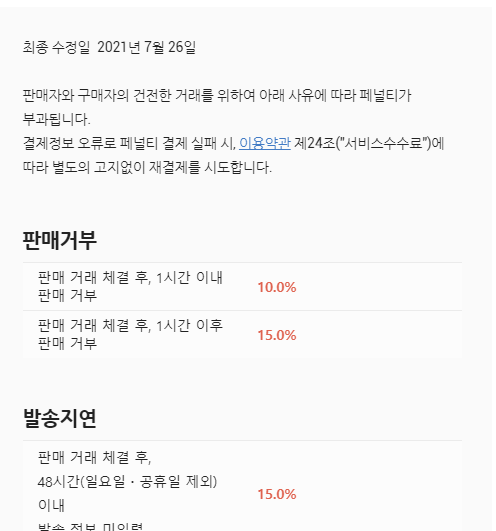 최종 수정일 2021년 7월 26일
판매자와 구매자의 건전한 거래를 위하여 아래 사유에 따라 페널티가
부과됩니다.
결제정보 오류로 페널티 결제 실패 시, 이용약관 제24조("서비스수수료")에
따라 별도의 고지없이 재결제를 시도합니다.
판매거부
판매 거래 체결 후, 1시간 이내
판매 거부
10.0%
판매 거래 체결 후, 1시간 이후
판매 거부
15.0%
발송지연
판매 거래 체결 후,
48시간(일요일・공휴일 제외)
이내
15.0%
발송 정보 미입력